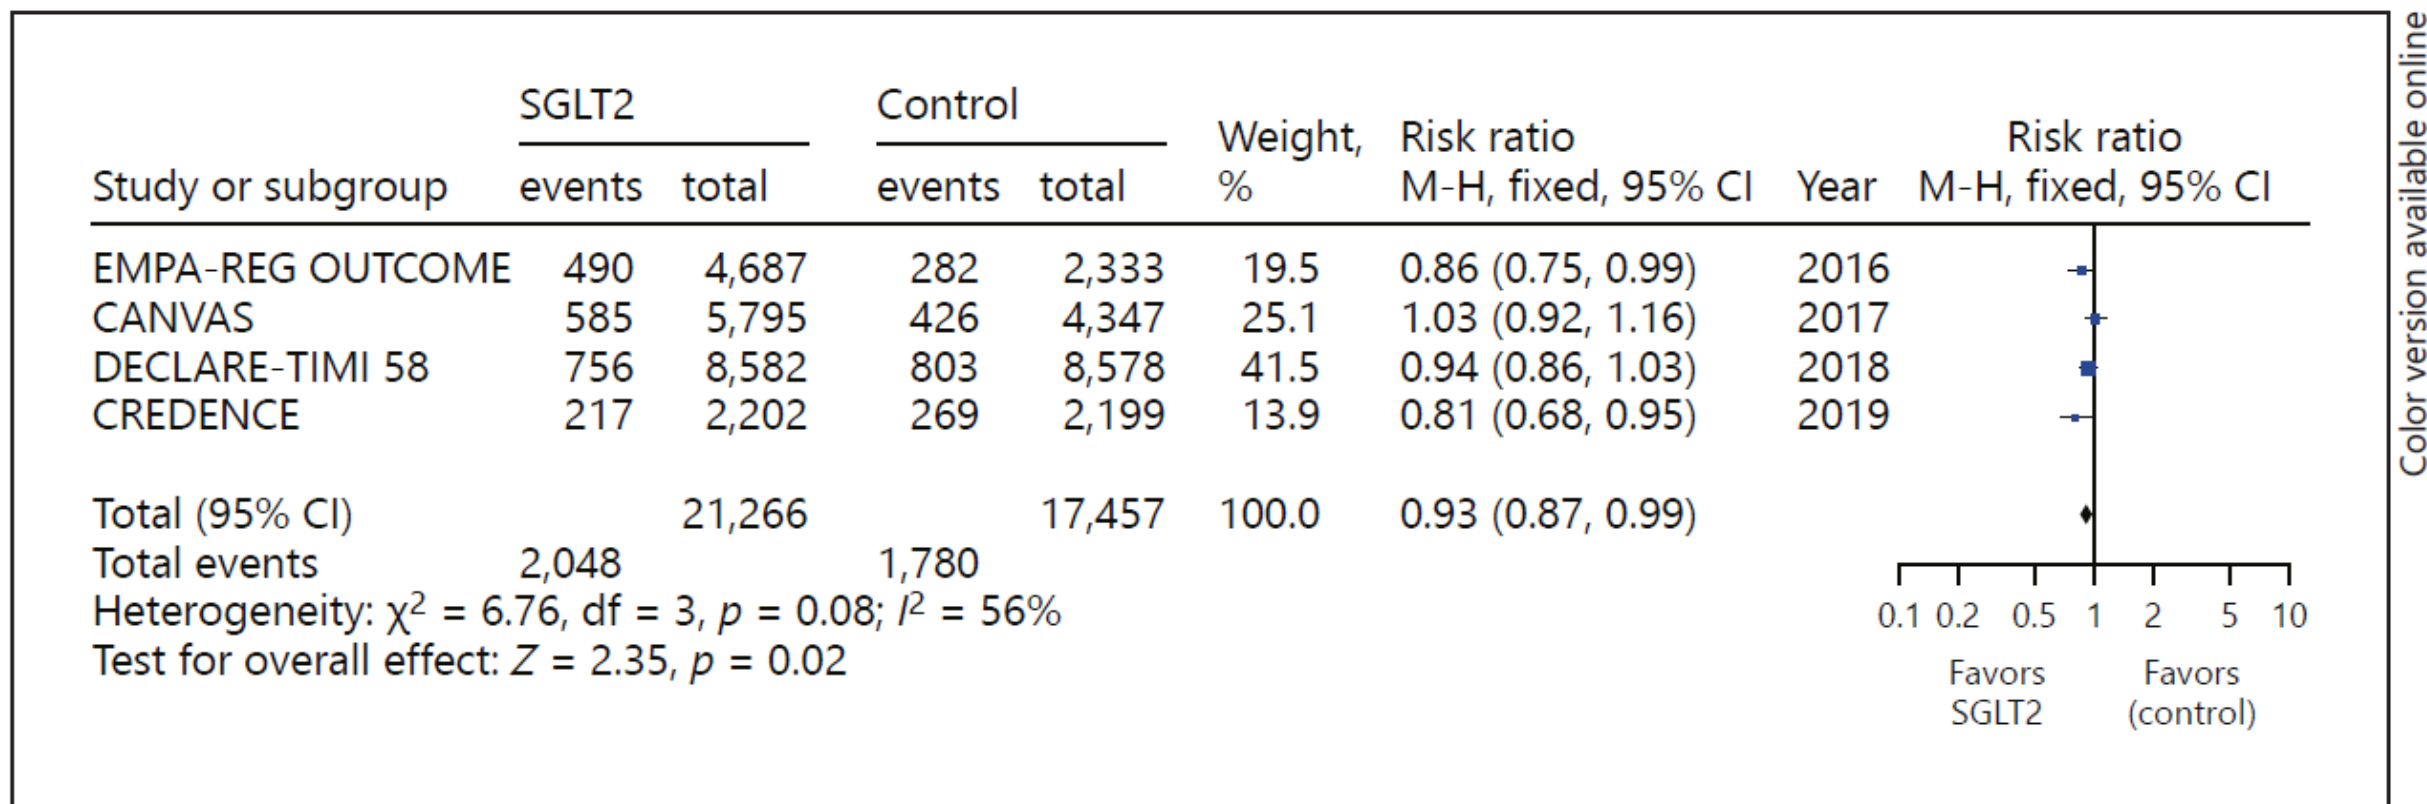 SGLT2 Control
Weight, Risk ratio Risk ratio
Study or subgroup events total events total % M-H, fixed, 95% CI Year M-H, fixed, 95% CI
EMPA-REG OUTCOME 490 4,687 282 2,333 19.5 0.86 (0.75, 0.99) 2016
CANVAS 585 5,795 426 4,347 25.1 1.03 (0.92, 1.16) 2017
DECLARE-TIMI 58 756 8,582 803 8,578 41.5 0.94 (0.86, 1.03) 2018
CREDENCE 217 2,202 269 2,199 13.9 0.81 (0.68, 0.95) 2019
Total (95% CI) 21,266 17,457 100.0 0.93 (0.87, 0.99)
Total events 2,048 1,780
Heterogeneity: χ² = 6.76, df = 3, p = 0.08; I² = 56%
Test for overall effect: Z = 2.35, p = 0.02
0.1 0.2 0.5 1 2 5 10
Favors Favors
SGLT2 (control)
Color version available online